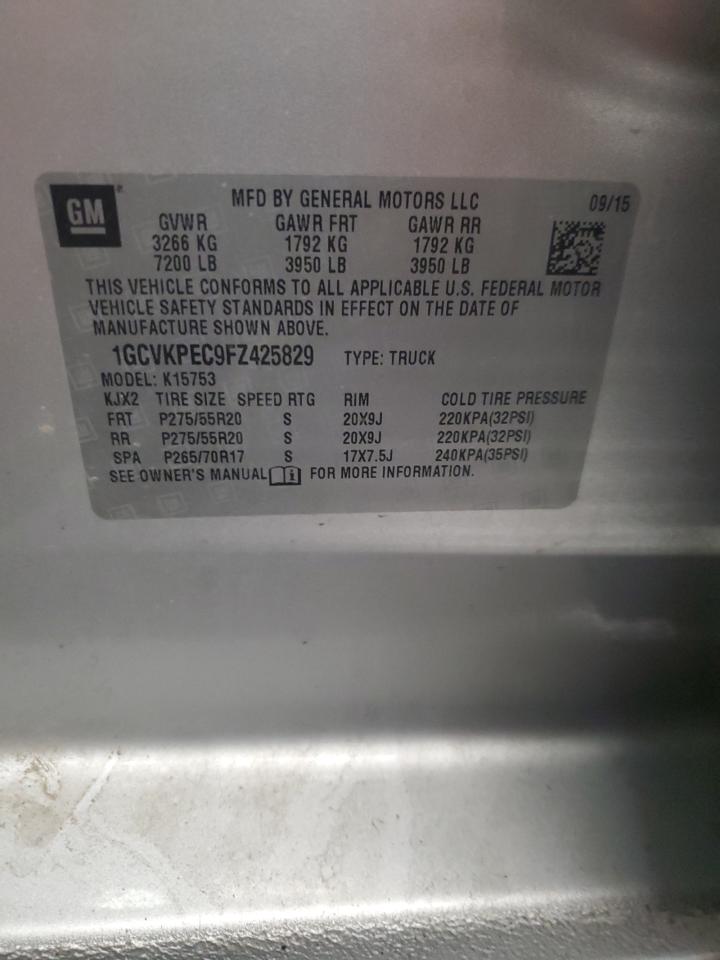 GM
MFD BY GENERAL MOTORS LLC 09/15
GVWR GAWR FRT GAWR RR
3266 KG 1792 KG 1792 KG
7200 LB 3950 LB 3950 LB
THIS VEHICLE CONFORMS TO ALL APPLICABLE U.S. FEDERAL MOTOR
VEHICLE SAFETY STANDARDS IN EFFECT ON THE DATE OF
MANUFACTURE SHOWN ABOVE.
1GCVKPEC9FZ425829 TYPE: TRUCK
MODEL: K15753
KJX2 TIRE SIZE SPEED RTG RIM COLD TIRE PRESSURE
FRT P275/55R20 S 20X9J 220KPA(32PSI)
RR P275/55R20 S 20X9J 220KPA(32PSI)
SPA P265/70R17 S 17X7.5J 240KPA(35PSI)
SEE OWNER'S MANUAL i FOR MORE INFORMATION.